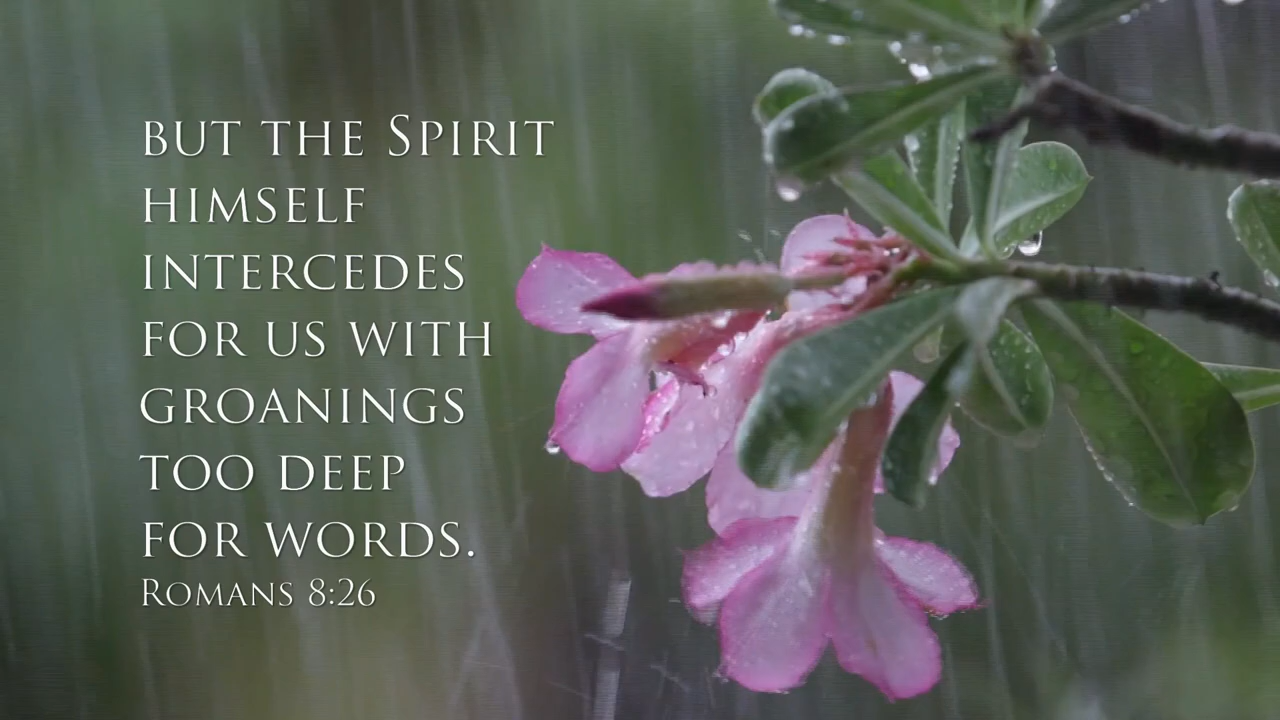 BUT THE SPIRIT
HIMSELF
INTERCEDES
FOR US WITH
GROANINGS
TOO DEEP
FOR WORDS.
ROMANS 8:26